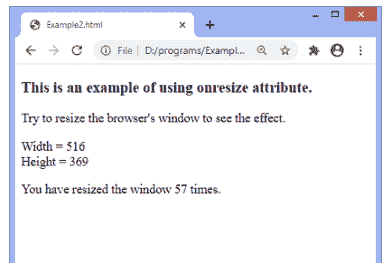 Example2.html
File | D:/programs/Exampl...
This is an example of using onresize attribute.
Try to resize the browser's window to see the effect.
Width = 516
Height = 369
You have resized the window 57 times.